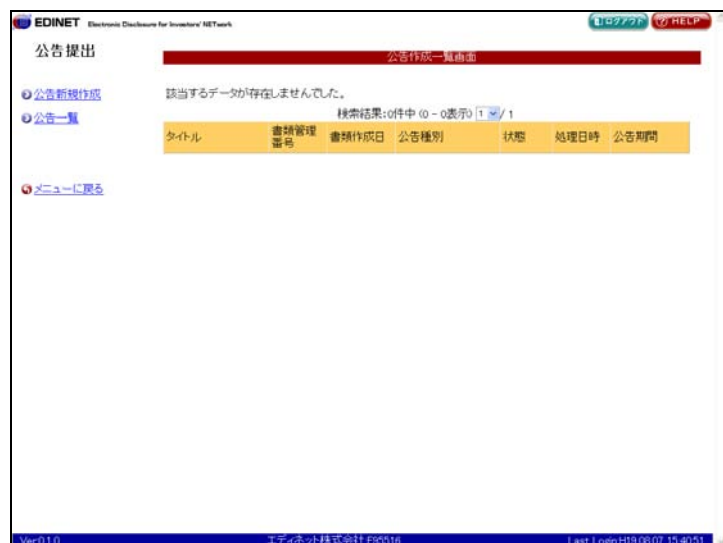 EDINET Electronic Disclosure for Investors' NETwork
ログアウト HELP
公告提出
公告作成一覧画面
公告新規作成
公告一覧
メニューに戻る
該当するデータが存在しませんでした。
検索結果:0件中 (0 - 0表示) 1 / 1
タイトル 書類管理番号 書類作成日 公告種別 状態 処理日時 公告期間
Ver.0.1.0 エディネット株式会社 E95516 Last Login:H19.08.07 15:40:51